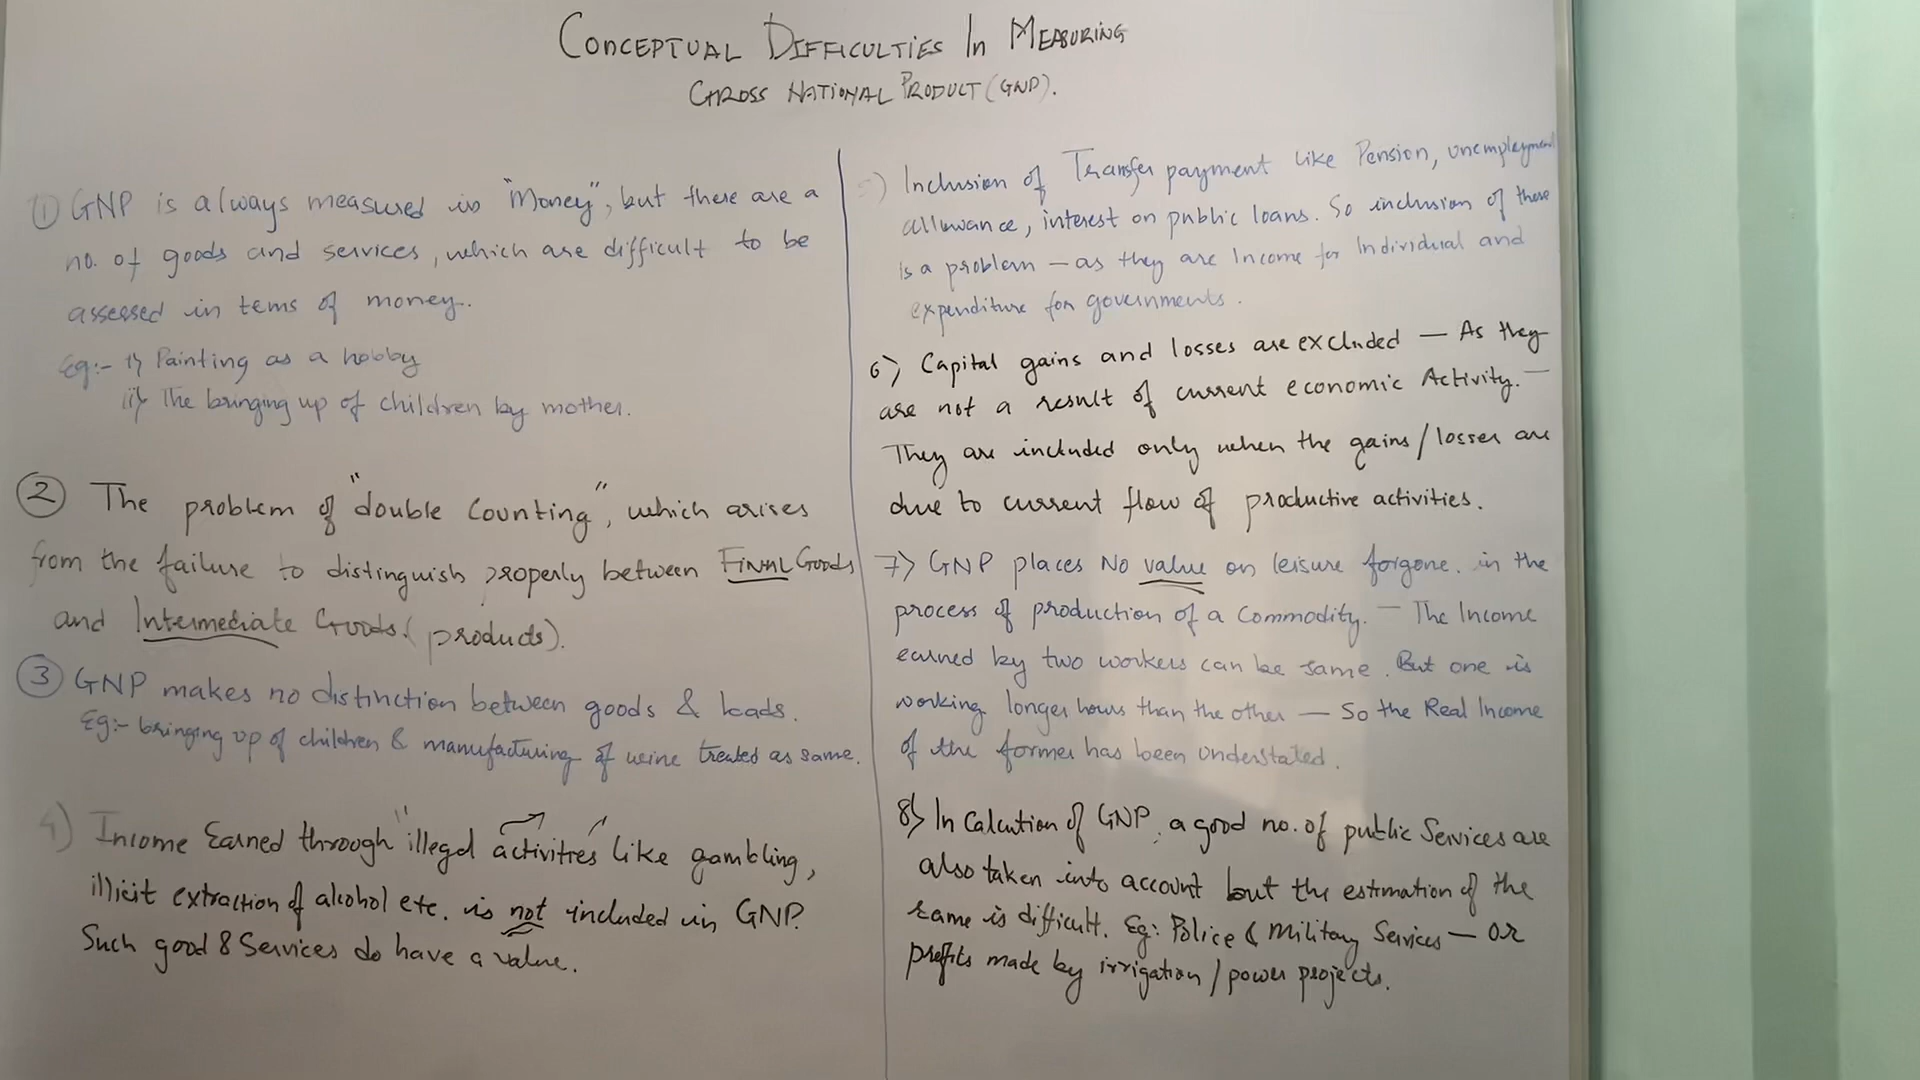 CONCEPTUAL DIFFICULTIES In MEASURING
GROSS NATIONAL PRODUCT (GNP).
① GNP is always measured in "Money", but there are a
no. of goods and services, which are difficult to be
assessed in tems of money.
Eg:- i) Painting as a hobby
ii) The bringing up of children by mother.
② The problem of "double Counting", which arises
from the failure to distinguish properly between FINAL Goods
and Intermediate Goods. (products).
③ GNP makes no distinction between goods & bads.
Eg:- bringing up of children & manufacturing of wine treated as same.
4) Income Earned through "illegal activities" like gambling,
illicit extraction of alcohol etc. is not included in GNP.
Such good & Services do have a value.
5) Inclusion of Transfer payment like Pension, unemployment
allowance, interest on public loans. So inclusion of these
is a problem — as they are Income for Individual and
expenditure for governments.
6) Capital gains and losses are excluded — As they
are not a result of current economic Activity. —
They are included only when the gains / losses are
due to current flow of productive activities.
7) GNP places No value on leisure forgone. in the
process of production of a Commodity. — The Income
earned by two workers can be same. But one is
working longer hours than the other — So the Real Income
of the former has been understated.
8) In Calcution of GNP, a good no. of public Services are
also taken into account but the estimation of the
same is difficult. Eg: Police & Military Services — or
profits made by irrigation / power projects.